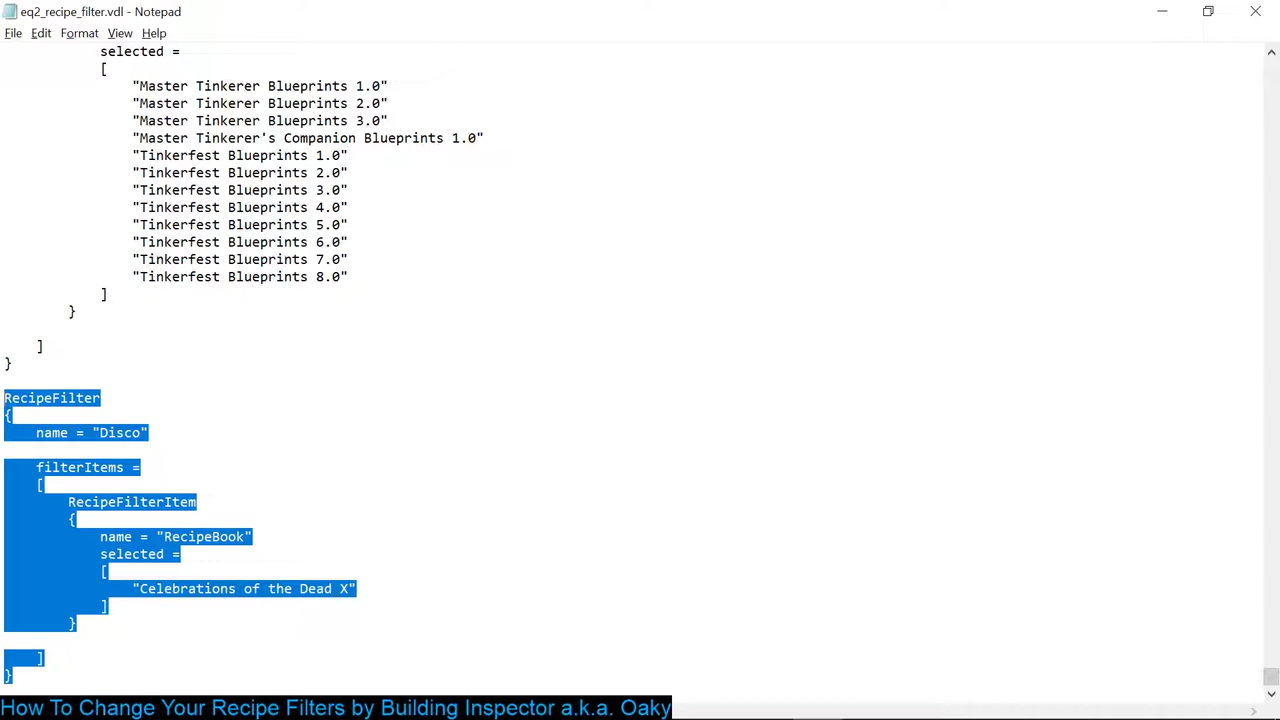 eq2_recipe_filter.vdl - Notepad
File Edit Format View Help
selected =
[
"Master Tinkerer Blueprints 1.0"
"Master Tinkerer Blueprints 2.0"
"Master Tinkerer Blueprints 3.0"
"Master Tinkerer's Companion Blueprints 1.0"
"Tinkerfest Blueprints 1.0"
"Tinkerfest Blueprints 2.0"
"Tinkerfest Blueprints 3.0"
"Tinkerfest Blueprints 4.0"
"Tinkerfest Blueprints 5.0"
"Tinkerfest Blueprints 6.0"
"Tinkerfest Blueprints 7.0"
"Tinkerfest Blueprints 8.0"
]
}
]
}
RecipeFilter
{
name = "Disco"
filterItems =
[
RecipeFilterItem
{
name = "RecipeBook"
selected =
[
"Celebrations of the Dead X"
]
}
]
}
How To Change Your Recipe Filters by Building Inspector a.k.a. Oaky